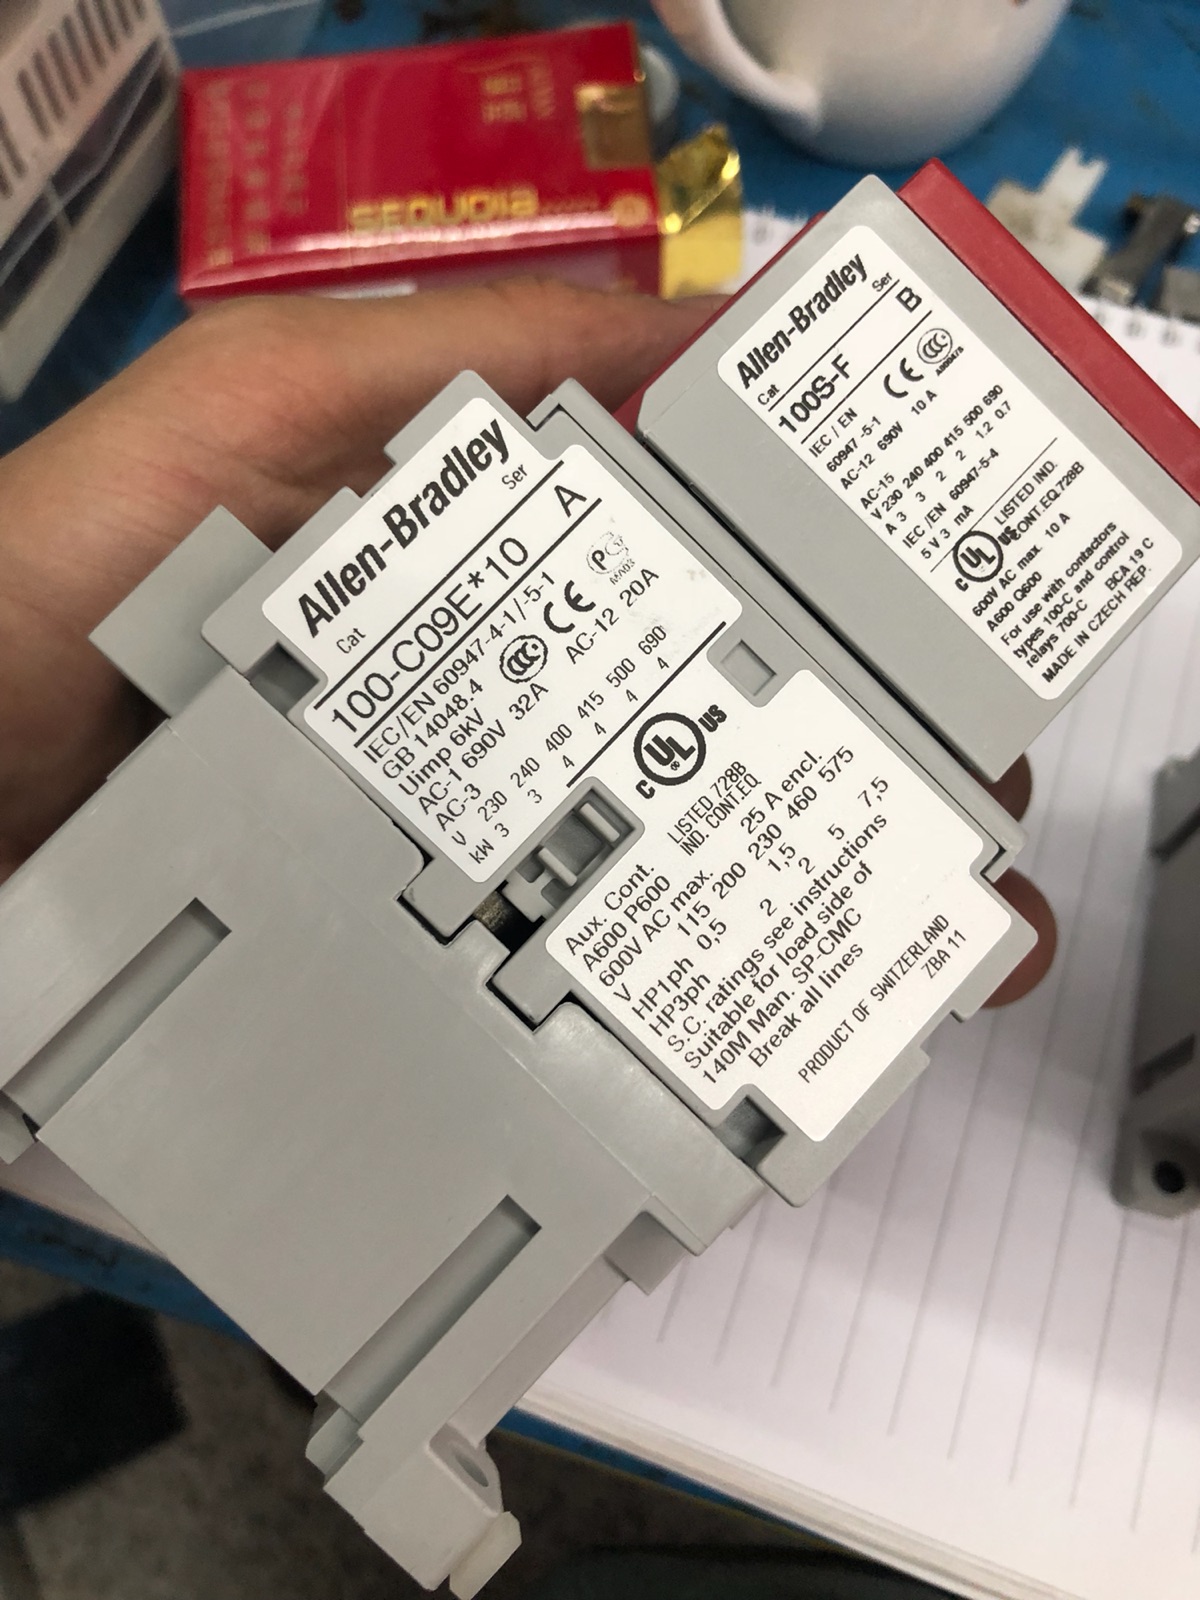 SEQUOIA
Allen-Bradley
Cat
Ser
100-C09E*10
A
IEC/EN 60947-4-1/-5-1
GB 14048.4
Uimp 6kV
CCC CE
AC-1 690V 32A
AC-12 20A
AC-3
V 230 240 400 415 500 690
kW 3 3 4 4 4 4
C UL US
LISTED 728B
IND. CONT.EQ
Aux. Cont.
A600 P600
25 A encl.
600V AC max.
V 115 200 230 460 575
HP1ph 0,5 1,5
HP3ph 2 2 5 7,5
S.C. ratings see instructions
Suitable for load side of
140M Man. SP-CMC
Break all lines
PRODUCT OF SWITZERLAND
ZBA 11
Allen-Bradley
Cat
Ser
100S-F
B
IEC / EN
60947 -5-1
CE CCC
AC-12 690V 10 A
AC-15
V 230 240 400 415 500 690
A 3 3 2 2 1.2 0.7
IEC /EN 60947-5-4
5 V 3 mA
C UL US
LISTED IND.
CONT.EQ.728B
600V AC max. 10 A
A600 Q600
For use with contactors
types 100-C and control
relays 700-C
BCA 19 C
MADE IN CZECH REP.